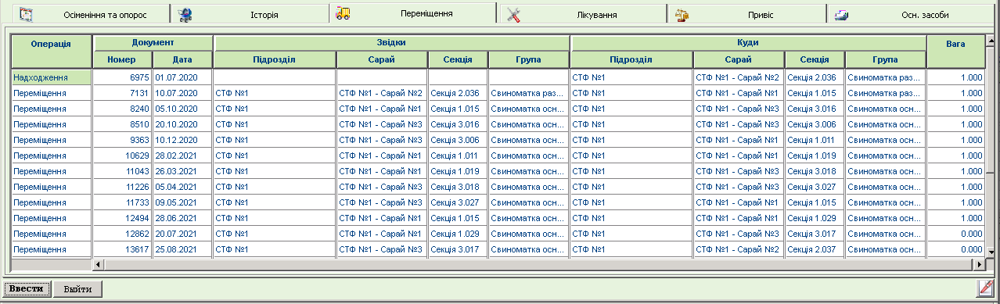 Осіменіння та опорос Історія Переміщення Лікування Привіс Осн. засоби
Операція Документ Звідки Куди Вага
Номер Дата Підрозділ Сарай Секція Група Підрозділ Сарай Секція Група
Надходження 6975 01.07.2020 СТФ №1 СТФ №1 - Сарай №2 Секція 2.036 Свиноматка раз... 1.000
Переміщення 7131 10.07.2020 СТФ №1 СТФ №1 - Сарай №2 Секція 2.036 Свиноматка раз... СТФ №1 СТФ №1 - Сарай №1 Секція 1.015 Свиноматка раз... 1.000
Переміщення 8240 05.10.2020 СТФ №1 СТФ №1 - Сарай №1 Секція 1.015 Свиноматка осн... СТФ №1 СТФ №1 - Сарай №3 Секція 3.016 Свиноматка осн... 1.000
Переміщення 8510 20.10.2020 СТФ №1 СТФ №1 - Сарай №3 Секція 3.016 Свиноматка осн... СТФ №1 СТФ №1 - Сарай №3 Секція 3.006 Свиноматка осн... 1.000
Переміщення 9363 10.12.2020 СТФ №1 СТФ №1 - Сарай №3 Секція 3.006 Свиноматка осн... СТФ №1 СТФ №1 - Сарай №1 Секція 1.011 Свиноматка осн... 1.000
Переміщення 10629 28.02.2021 СТФ №1 СТФ №1 - Сарай №1 Секція 1.011 Свиноматка осн... СТФ №1 СТФ №1 - Сарай №1 Секція 1.019 Свиноматка осн... 1.000
Переміщення 11043 26.03.2021 СТФ №1 СТФ №1 - Сарай №1 Секція 1.019 Свиноматка осн... СТФ №1 СТФ №1 - Сарай №3 Секція 3.018 Свиноматка осн... 1.000
Переміщення 11226 05.04.2021 СТФ №1 СТФ №1 - Сарай №3 Секція 3.018 Свиноматка осн... СТФ №1 СТФ №1 - Сарай №3 Секція 3.027 Свиноматка осн... 1.000
Переміщення 11733 09.05.2021 СТФ №1 СТФ №1 - Сарай №3 Секція 3.027 Свиноматка осн... СТФ №1 СТФ №1 - Сарай №1 Секція 1.015 Свиноматка осн... 1.000
Переміщення 12494 28.06.2021 СТФ №1 СТФ №1 - Сарай №1 Секція 1.015 Свиноматка осн... СТФ №1 СТФ №1 - Сарай №1 Секція 1.029 Свиноматка осн... 1.000
Переміщення 12862 20.07.2021 СТФ №1 СТФ №1 - Сарай №1 Секція 1.029 Свиноматка осн... СТФ №1 СТФ №1 - Сарай №3 Секція 3.017 Свиноматка осн... 0.000
Переміщення 13617 25.08.2021 СТФ №1 СТФ №1 - Сарай №3 Секція 3.017 Свиноматка осн... СТФ №1 СТФ №1 - Сарай №2 Секція 2.037 Свиноматка осн... 0.000
Ввести Выйти